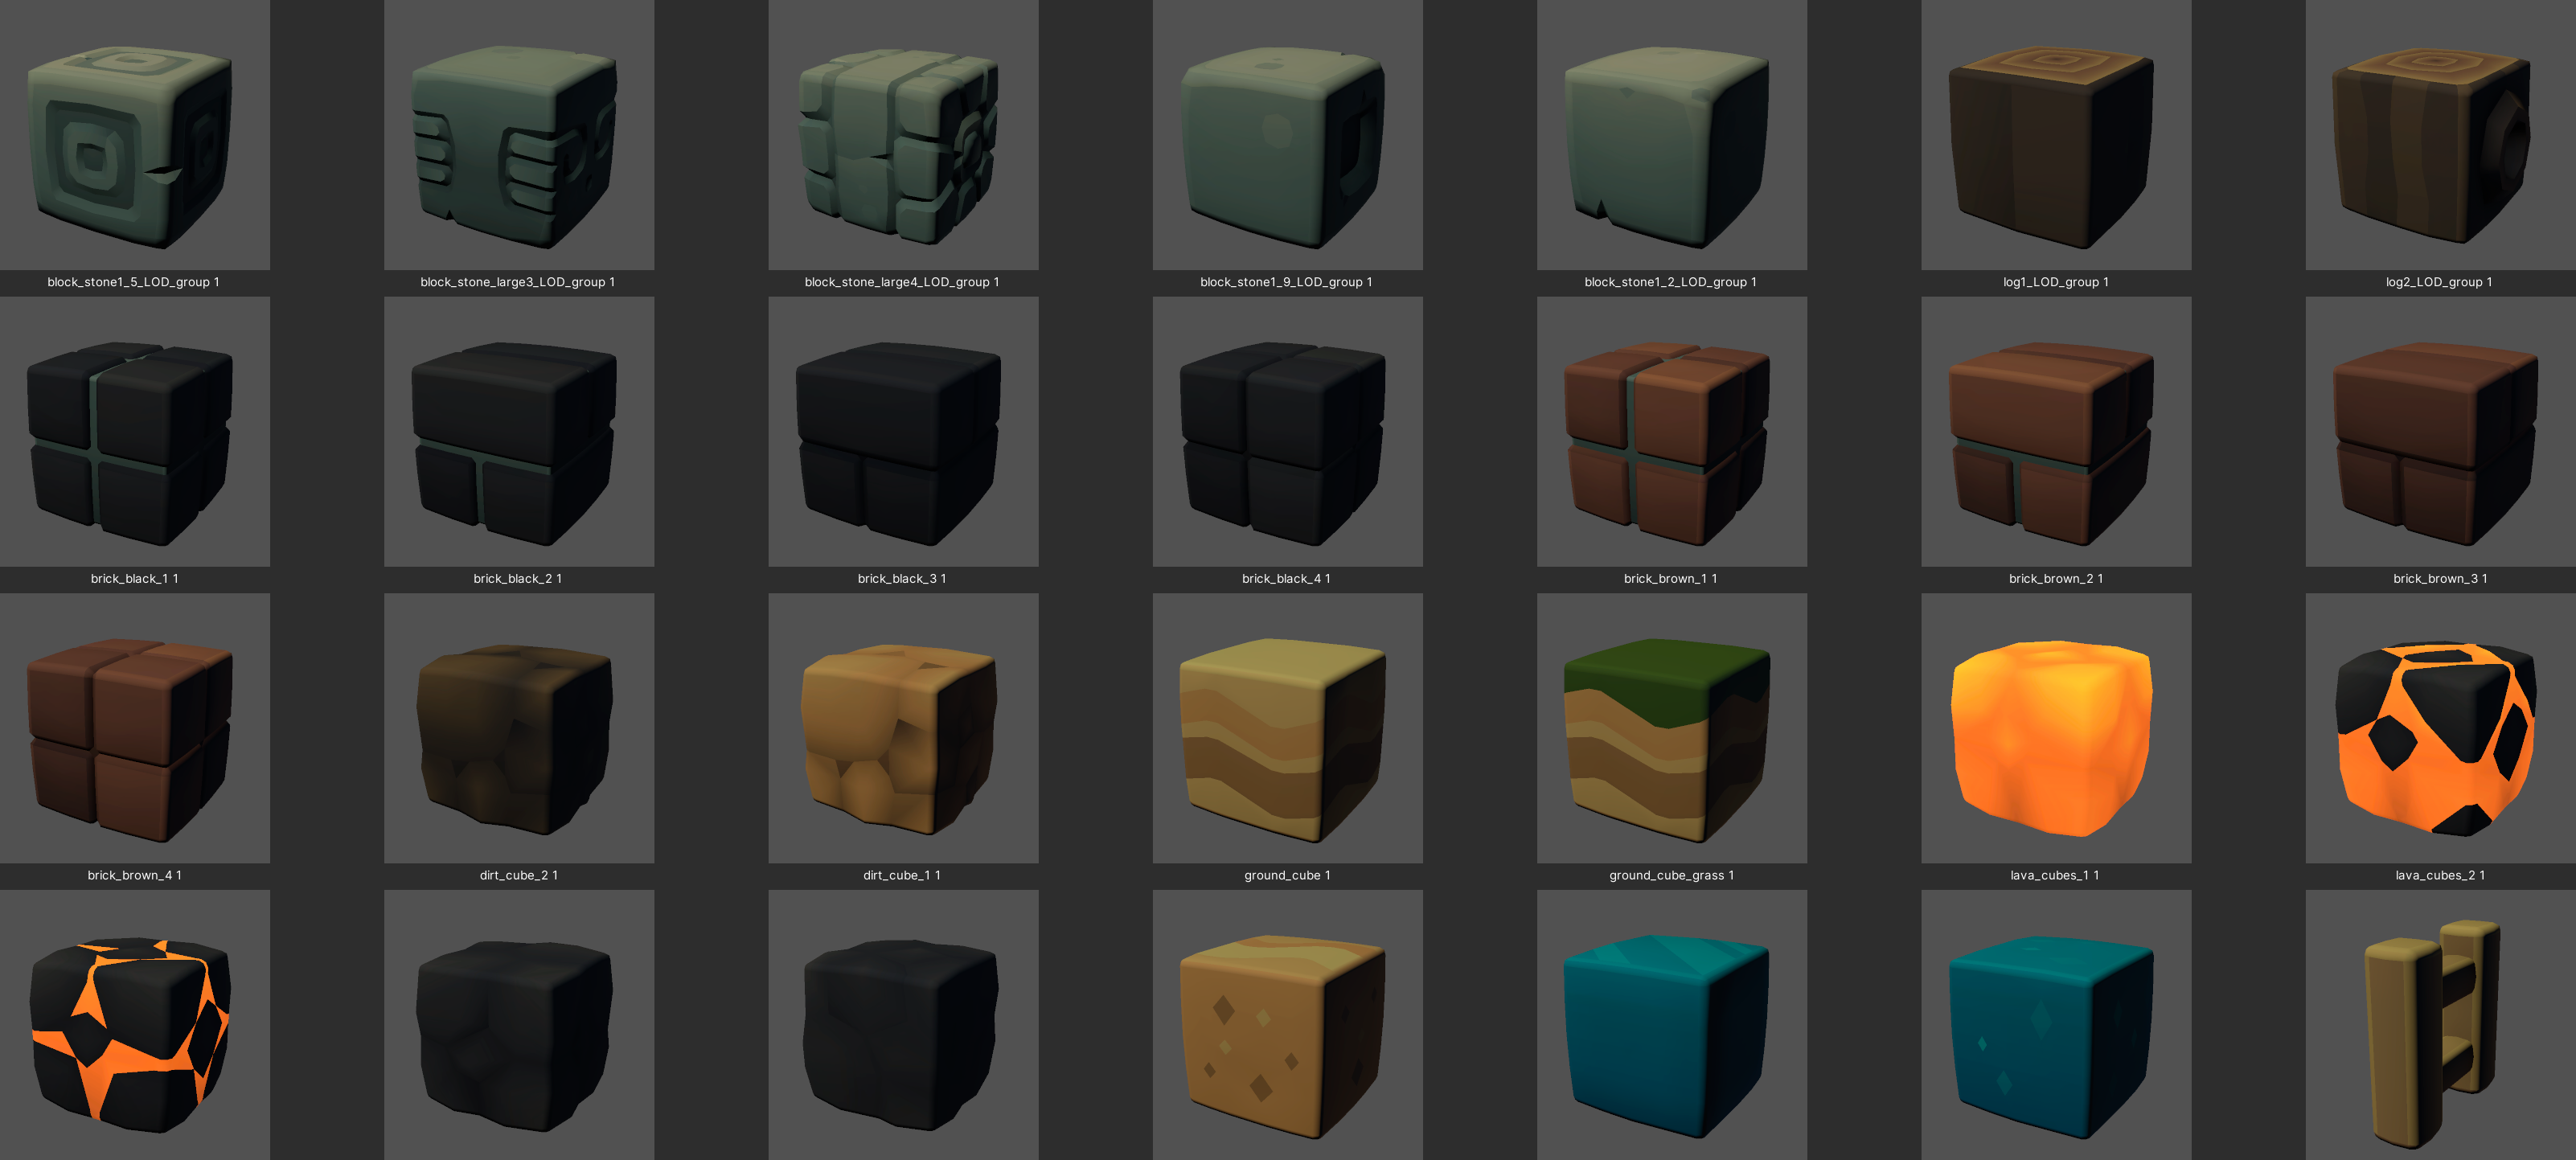 block_stone1_5_LOD_group 1
block_stone_large3_LOD_group 1
block_stone_large4_LOD_group 1
block_stone1_9_LOD_group 1
block_stone1_2_LOD_group 1
log1_LOD_group 1
log2_LOD_group 1
brick_black_1 1
brick_black_2 1
brick_black_3 1
brick_black_4 1
brick_brown_1 1
brick_brown_2 1
brick_brown_3 1
brick_brown_4 1
dirt_cube_2 1
dirt_cube_1 1
ground_cube 1
ground_cube_grass 1
lava_cubes_1 1
lava_cubes_2 1